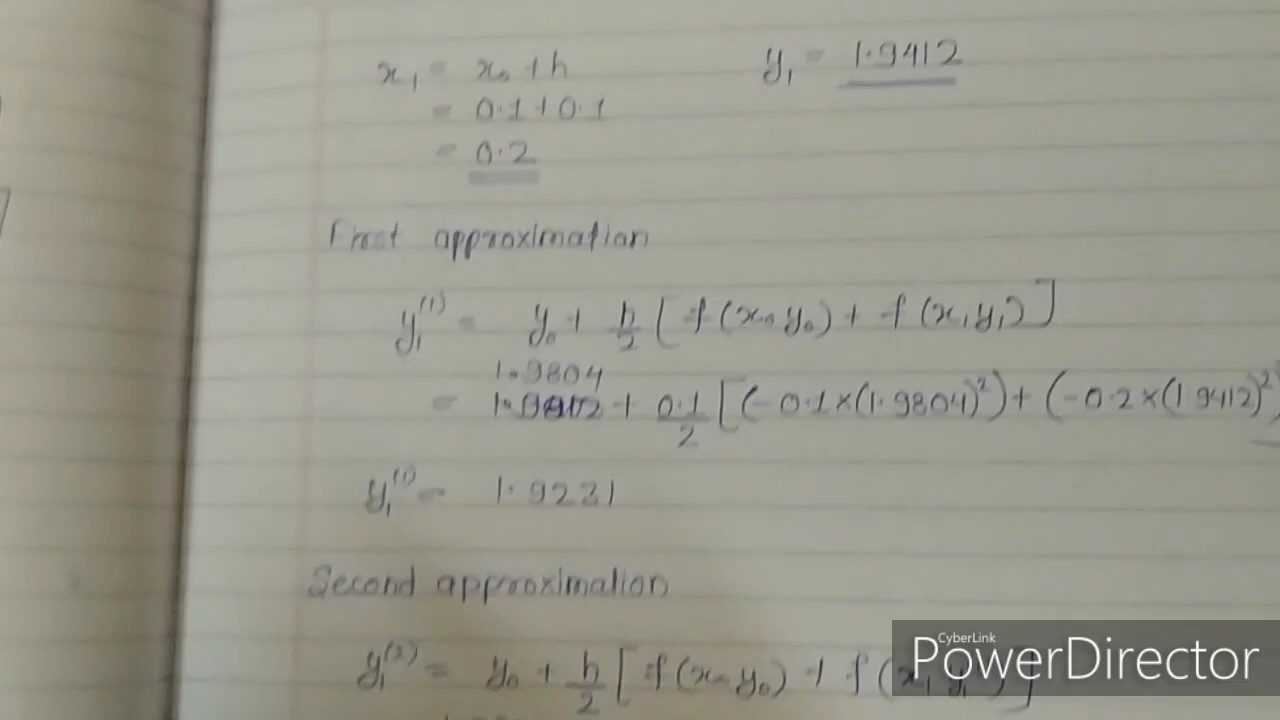 x₁ = x₀ + h y₁ = 1.9412
= 0.1 + 0.1
= 0.2
First approximation
y₁⁽¹⁾ = y₀ + h/2 [ f(x₀ y₀) + f(x₁ y₁) ]
1.9804
= + 0.1/2 [(-0.1×(1.9804)²) + (-0.2×(1.9412)²)
y₁⁽¹⁾ = 1.9231
Second approximation
y₁⁽²⁾ = y₀ + h/2 [ f(x₀ y₀) + f(x₁ y₁ ) ]
CyberLink
PowerDirector